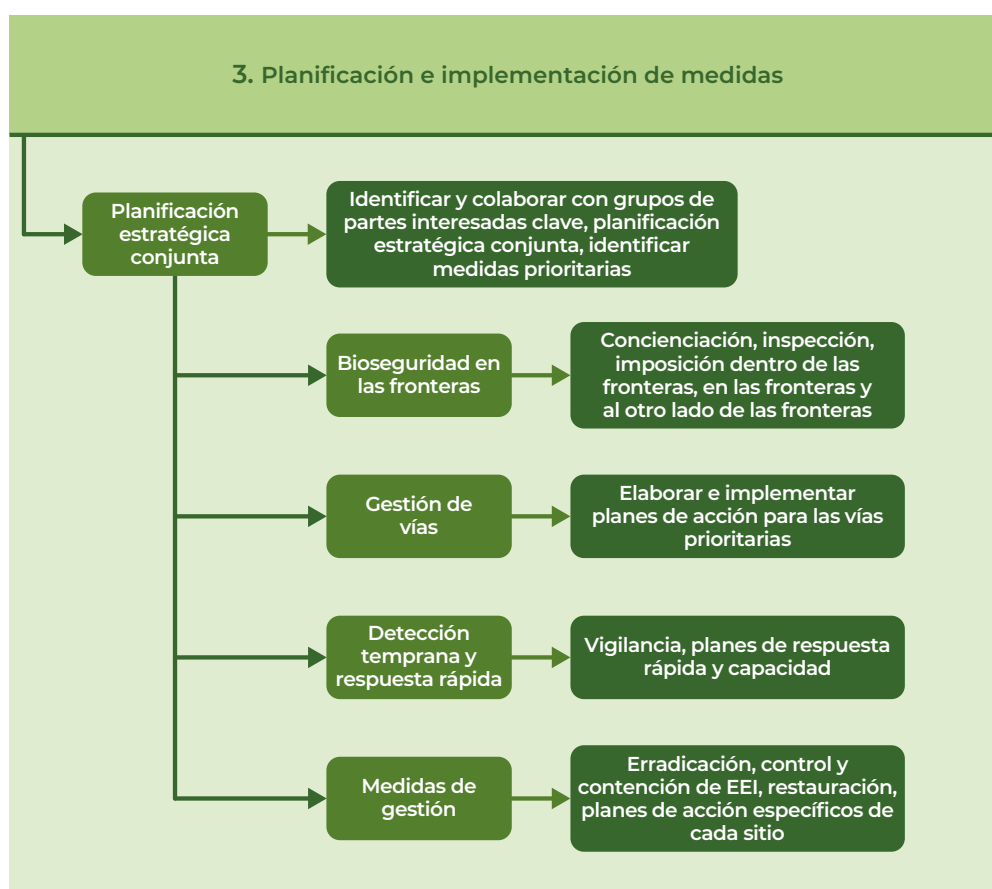 3. Planificación e implementación de medidas
Planificación
estratégica
conjunta
Identificar y colaborar con grupos de
partes interesadas clave, planificación
estratégica conjunta, identificar
medidas prioritarias
Bioseguridad en
las fronteras
Concienciación, inspección,
imposición dentro de las
fronteras, en las fronteras y
al otro lado de las fronteras
Gestión de
vías
Elaborar e implementar
planes de acción para las vías
prioritarias
Detección
temprana y
respuesta rápida
Vigilancia, planes de respuesta
rápida y capacidad
Medidas de
gestión
Erradicación, control y
contención de EEI, restauración,
planes de acción específicos de
cada sitio